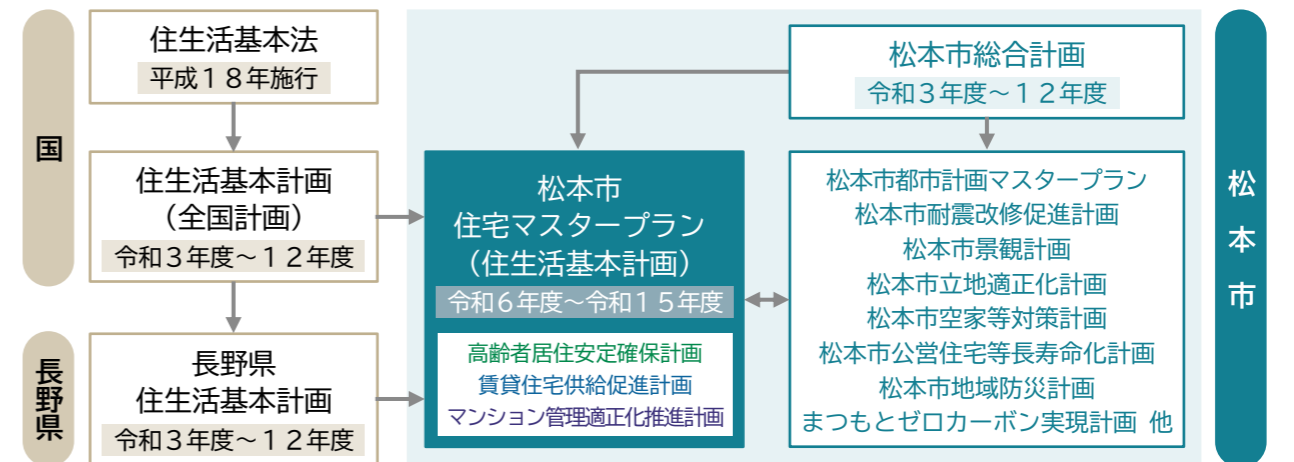 国
住生活基本法
平成１８年施行
住生活基本計画
（全国計画）
令和３年度～１２年度
長野県
長野県
住生活基本計画
令和３年度～１２年度
松本市
住宅マスタープラン
（住生活基本計画）
令和６年度～令和１５年度
高齢者居住安定確保計画
賃貸住宅供給促進計画
マンション管理適正化推進計画
松本市総合計画
令和３年度～１２年度
松本市都市計画マスタープラン
松本市耐震改修促進計画
松本市景観計画
松本市立地適正化計画
松本市空家等対策計画
松本市公営住宅等長寿命化計画
松本市地域防災計画
まつもとゼロカーボン実現計画 他
松本市